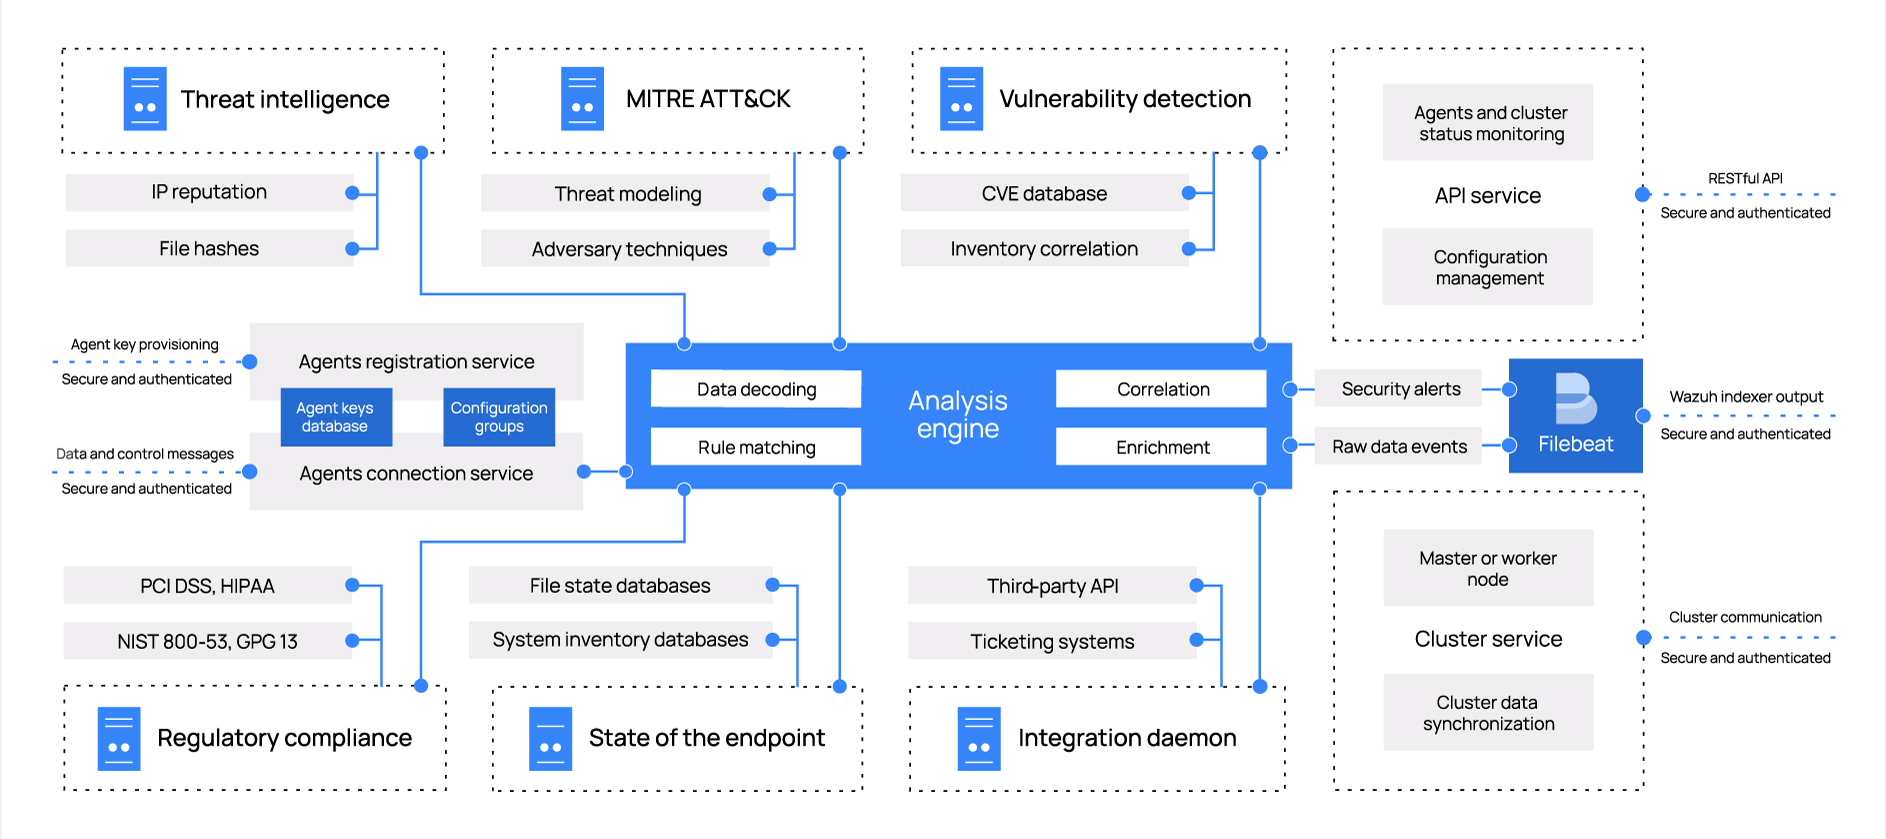 Threat intelligence
IP reputation
File hashes
MITRE ATT&CK
Threat modeling
Adversary techniques
Vulnerability detection
CVE database
Inventory correlation
Agents and cluster
status monitoring
API service
Configuration
management
RESTful API
Secure and authenticated
Agent key provisioning
Secure and authenticated
Agents registration service
Agent keys
database
Configuration
groups
Data and control messages
Secure and authenticated
Agents connection service
Data decoding
Rule matching
Analysis
engine
Correlation
Enrichment
Security alerts
Raw data events
Filebeat
Wazuh indexer output
Secure and authenticated
PCI DSS, HIPAA
NIST 800-53, GPG 13
Regulatory compliance
File state databases
System inventory databases
State of the endpoint
Third-party API
Ticketing systems
Integration daemon
Master or worker
node
Cluster service
Cluster data
synchronization
Cluster communication
Secure and authenticated